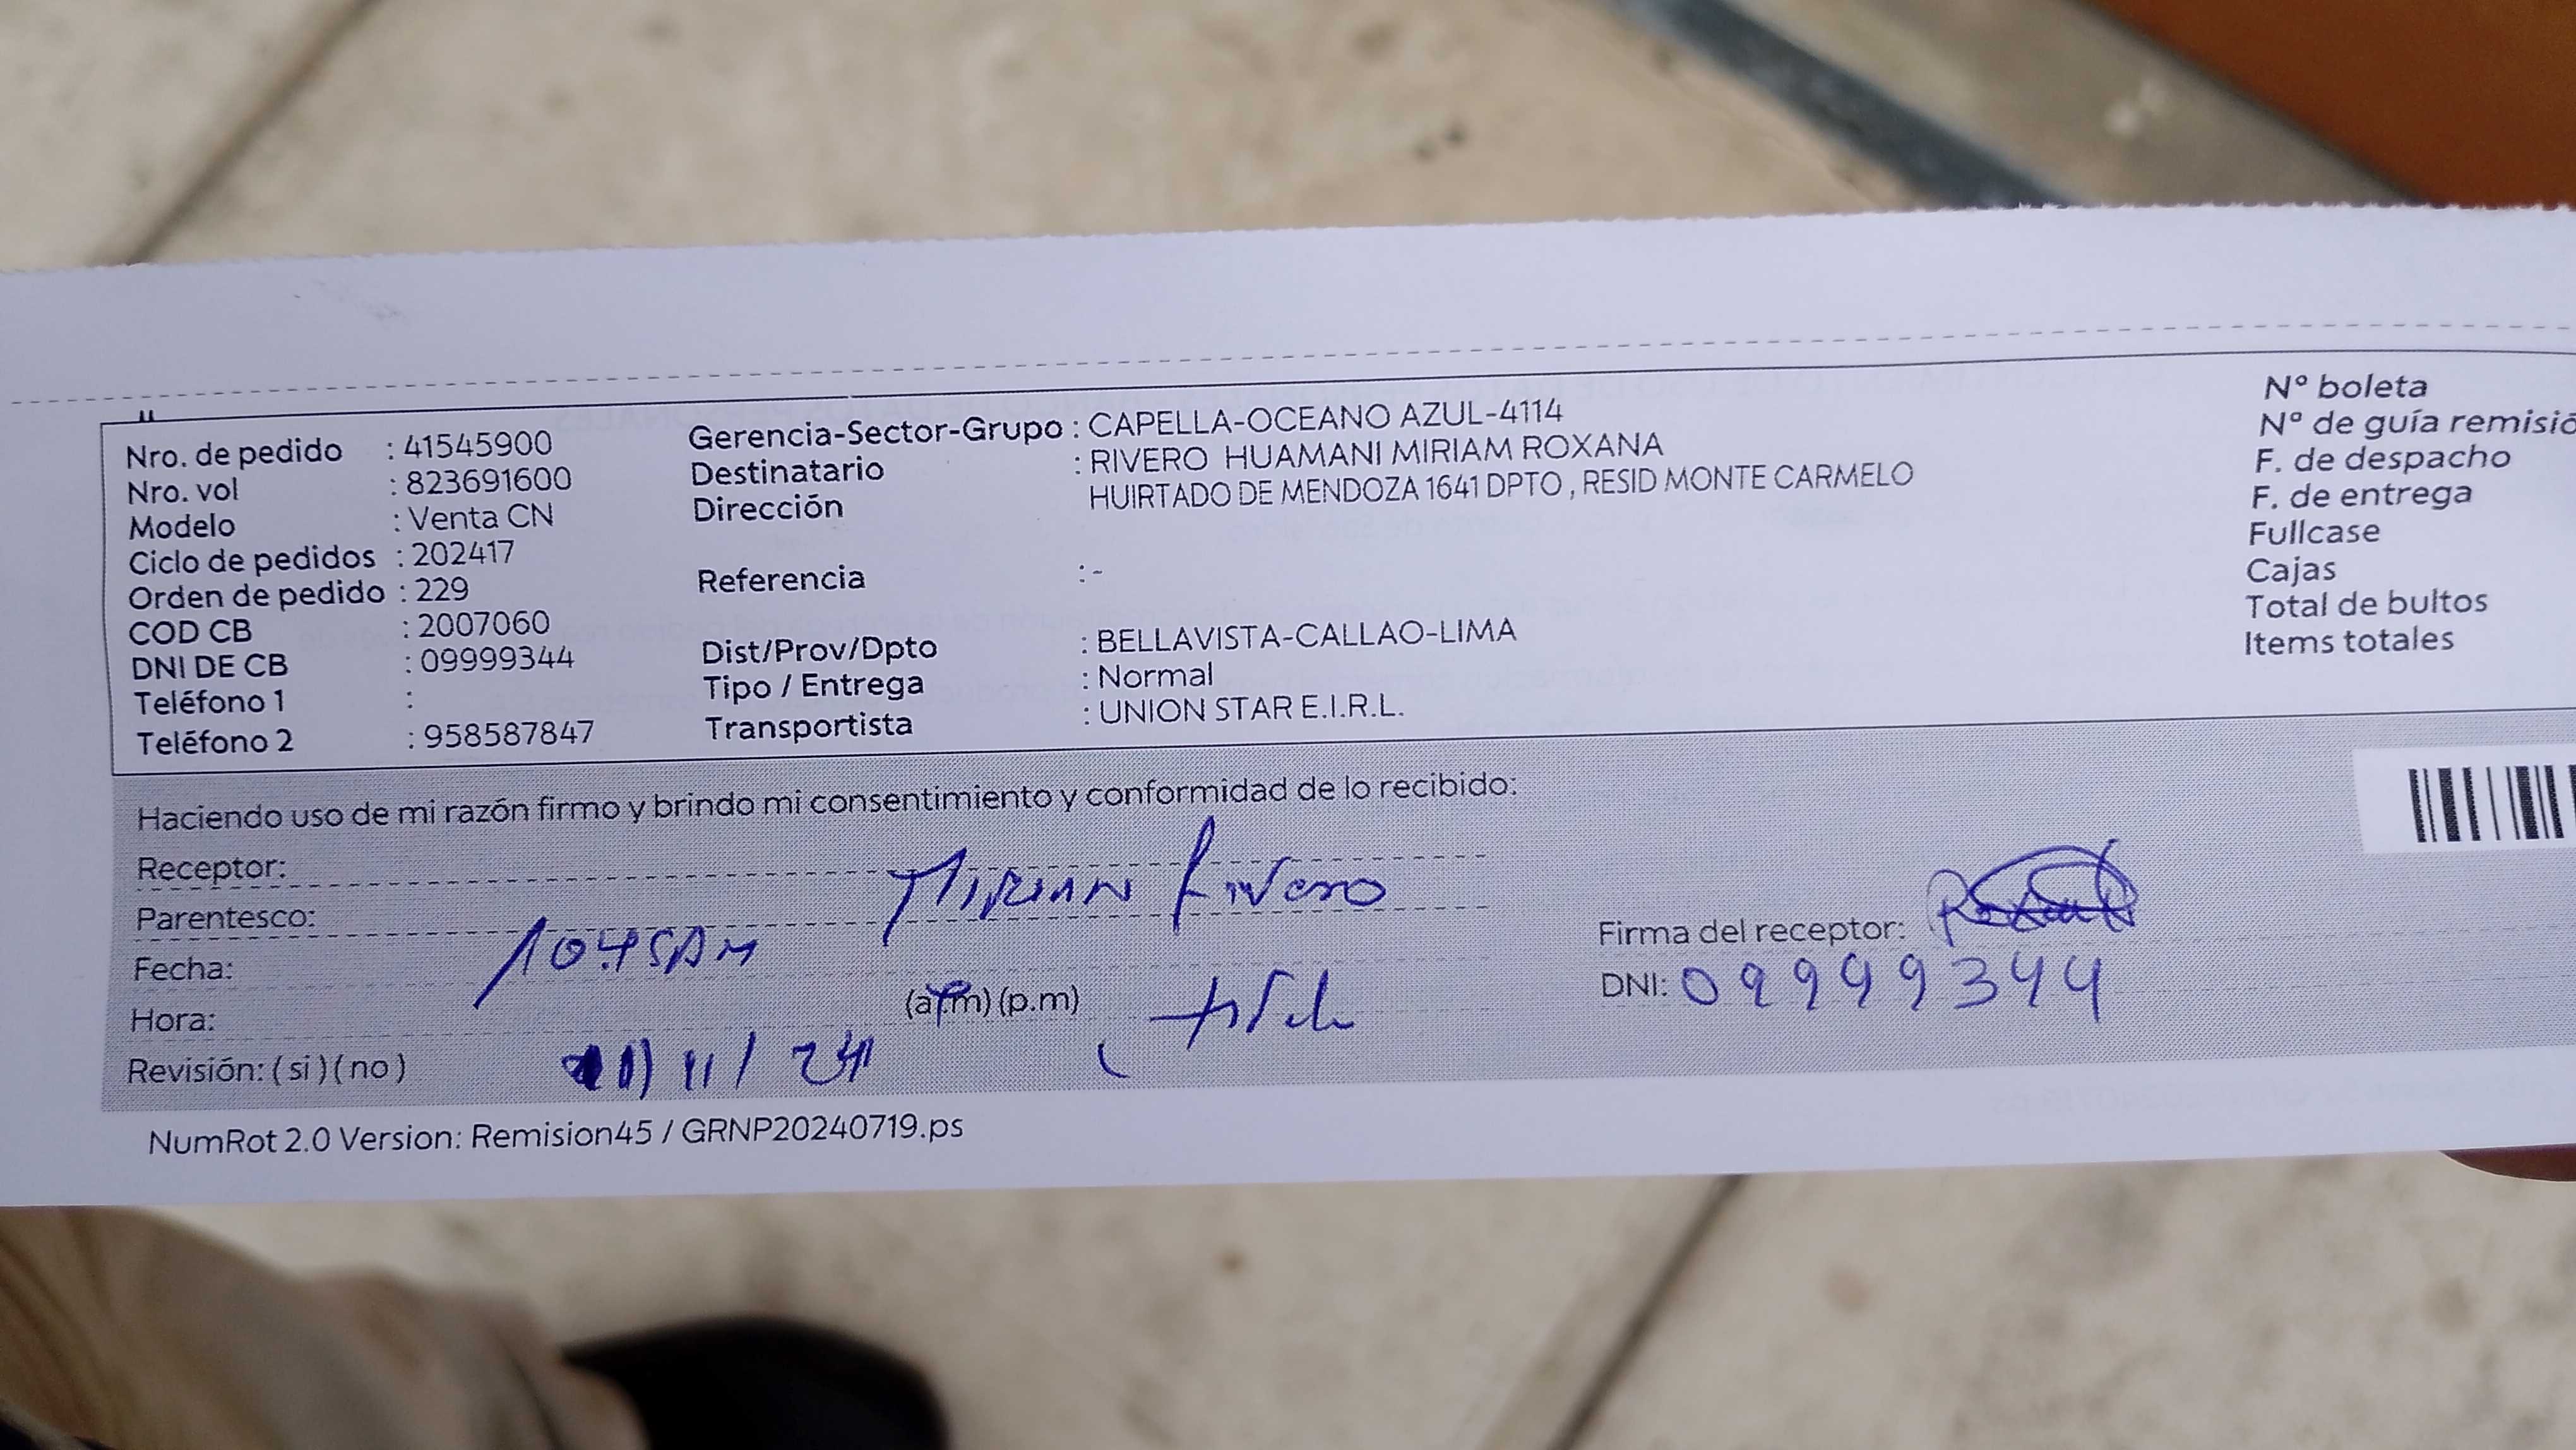 Nro. de pedido : 41545900
Nro. vol : 823691600
Modelo : Venta CN
Ciclo de pedidos : 202417
Orden de pedido : 229
COD CB : 2007060
DNI DE CB : 09999344
Teléfono 1 :
Teléfono 2 : 958587847
Gerencia-Sector-Grupo : CAPELLA-OCEANO AZUL-4114
Destinatario : RIVERO HUAMANI MIRIAM ROXANA
Dirección HUIRTADO DE MENDOZA 1641 DPTO , RESID MONTE CARMELO
Referencia :-
Dist/Prov/Dpto : BELLAVISTA-CALLAO-LIMA
Tipo / Entrega : Normal
Transportista : UNION STAR E.I.R.L.
N° boleta
N° de guía remisió
F. de despacho
F. de entrega
Fullcase
Cajas
Total de bultos
Items totales
Haciendo uso de mi razón firmo y brindo mi consentimiento y conformidad de lo recibido:
Receptor: Mirian Rivero
Parentesco:
Fecha: 10:45AM
Hora: (a.m) (p.m)
Revisión: ( si ) ( no ) 11/ 24
Firma del receptor:
DNI: 09999344
NumRot 2.0 Version: Remision45 / GRNP20240719.ps